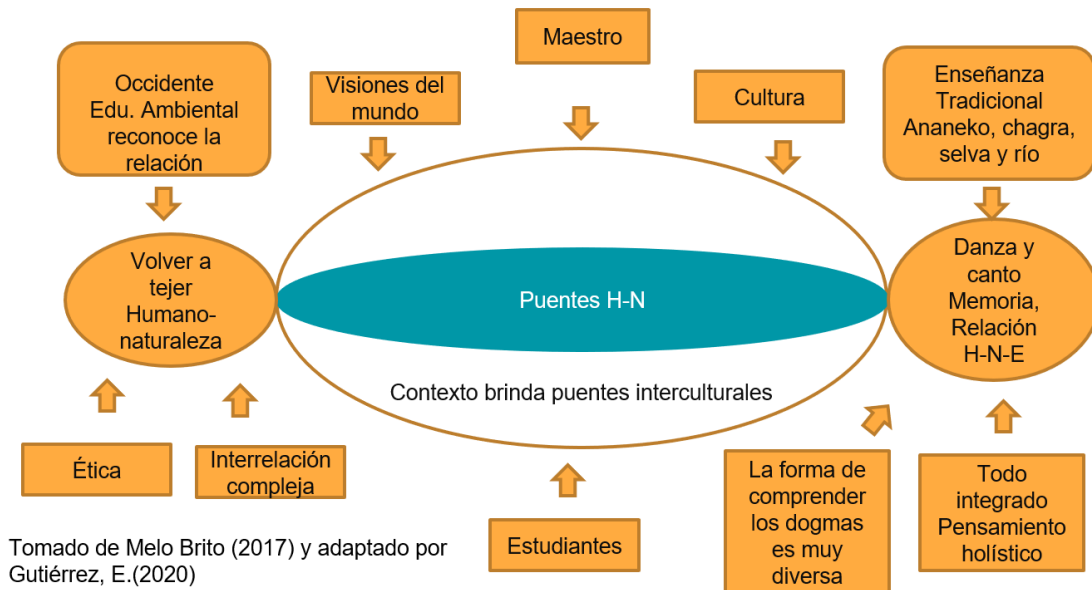 Maestro
Occidente
Edu. Ambiental
reconoce la
relación
Visiones del
mundo
Cultura
Enseñanza
Tradicional
Ananeko, chagra,
selva y río
Volver a
tejer
Humano-
naturaleza
Puentes H-N
Danza y
canto
Memoria,
Relación
H-N-E
Contexto brinda puentes interculturales
Ética
Interrelación
compleja
Estudiantes
La forma de
comprender
los dogmas
es muy
diversa
Todo
integrado
Pensamiento
holístico
Tomado de Melo Brito (2017) y adaptado por
Gutiérrez, E.(2020)